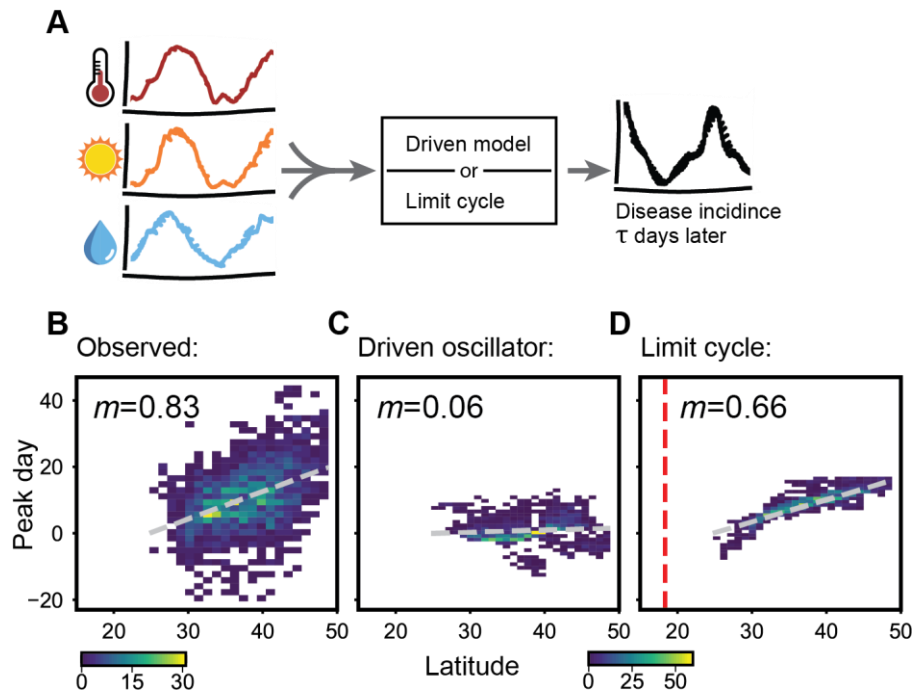 A
Driven model
or
Limit cycle
Disease incidince
τ days later
B
Observed:
C
Driven oscillator:
D
Limit cycle:
m=0.83
m=0.06
m=0.66
Peak day
40
20
0
−20
20 30 40 50
20 30 40 50
20 30 40 50
Latitude
0 15 30
0 25 50